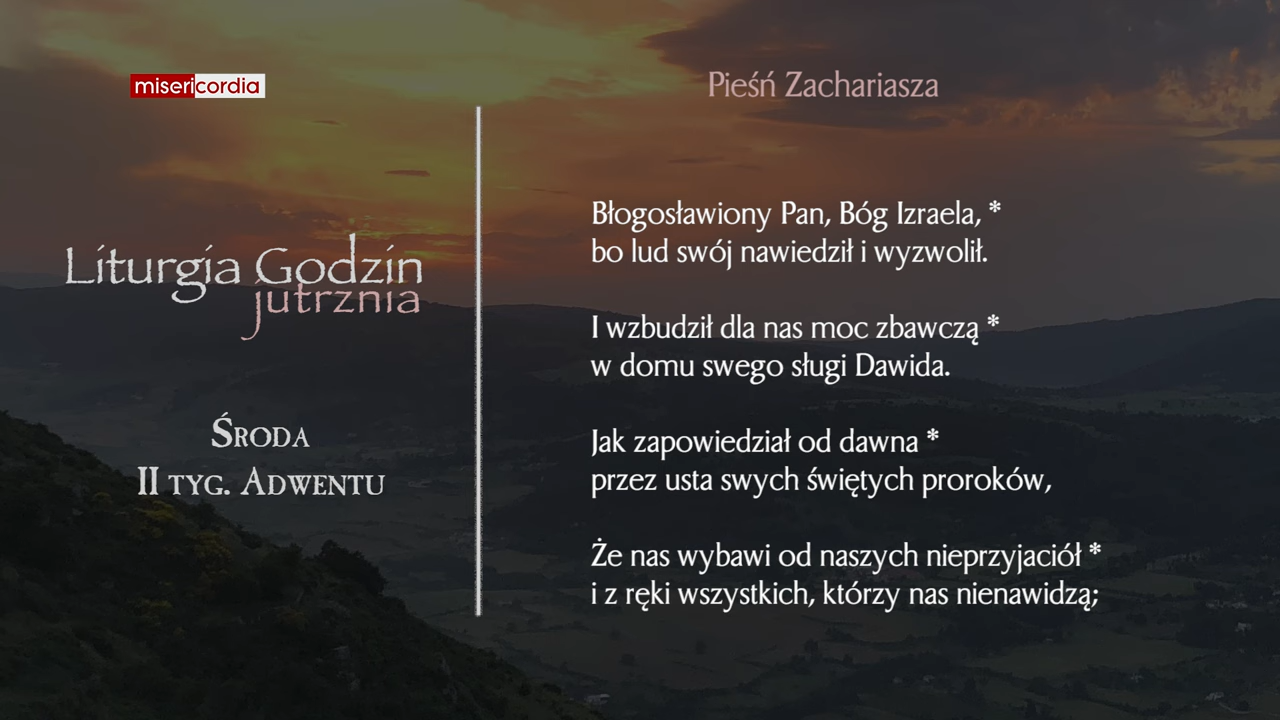 misericordia
Liturgia Godzin
jutrznia
Środa
II tyg. Adwentu
Pieśń Zachariasza
Błogosławiony Pan, Bóg Izraela, *
bo lud swój nawiedził i wyzwolił.
I wzbudził dla nas moc zbawczą *
w domu swego sługi Dawida.
Jak zapowiedział od dawna *
przez usta swych świętych proroków,
Że nas wybawi od naszych nieprzyjaciół *
i z ręki wszystkich, którzy nas nienawidzą;